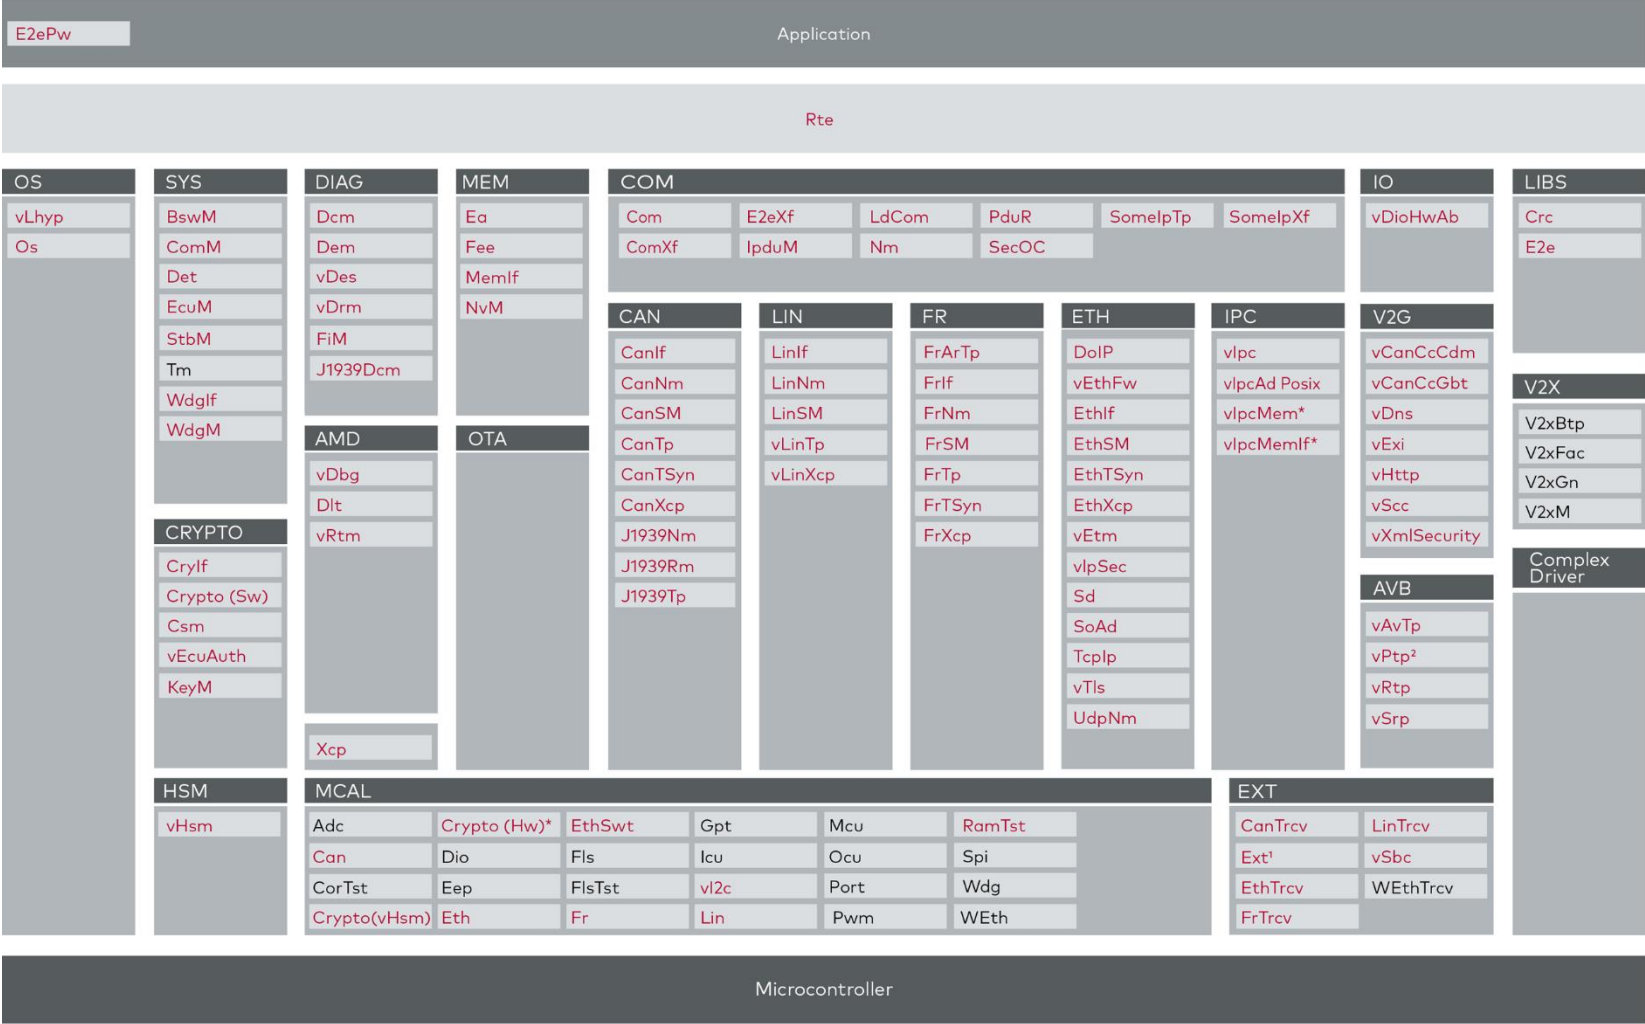 E2ePw
Application
Rte
OS
vLhyp
Os
SYS
BswM
ComM
Det
EcuM
StbM
Tm
WdgIf
WdgM
CRYPTO
CryIf
Crypto (Sw)
Csm
vEcuAuth
KeyM
HSM
vHsm
DIAG
Dcm
Dem
vDes
vDrm
FiM
J1939Dcm
AMD
vDbg
Dlt
vRtm
Xcp
MEM
Ea
Fee
MemIf
NvM
OTA
COM
Com
E2eXf
LdCom
PduR
SomeIpTp
SomeIpXf
ComXf
IpduM
Nm
SecOC
CAN
CanIf
CanNm
CanSM
CanTp
CanTSyn
CanXcp
J1939Nm
J1939Rm
J1939Tp
LIN
LinIf
LinNm
LinSM
vLinTp
vLinXcp
FR
FrArTp
FrIf
FrNm
FrSM
FrTp
FrTSyn
FrXcp
ETH
DoIP
vEthFw
EthIf
EthSM
EthTSyn
EthXcp
vEtm
vIpSec
Sd
SoAd
TcpIp
vTls
UdpNm
IPC
vIpc
vIpcAd Posix
vIpcMem*
vIpcMemIf*
IO
vDioHwAb
V2G
vCanCcCdm
vCanCcGbt
vDns
vExi
vHttp
vScc
vXmlSecurity
AVB
vAvTp
vPtp²
vRtp
vSrp
LIBS
Crc
E2e
V2X
V2xBtp
V2xFac
V2xGn
V2xM
Complex
Driver
MCAL
Adc
Crypto (Hw)*
EthSwt
Gpt
Mcu
RamTst
Can
Dio
Fls
Icu
Ocu
Spi
CorTst
Eep
FlsTst
vI2c
Port
Wdg
Crypto(vHsm)
Eth
Fr
Lin
Pwm
WEth
EXT
CanTrcv
LinTrcv
Ext¹
vSbc
EthTrcv
WEthTrcv
FrTrcv
Microcontroller